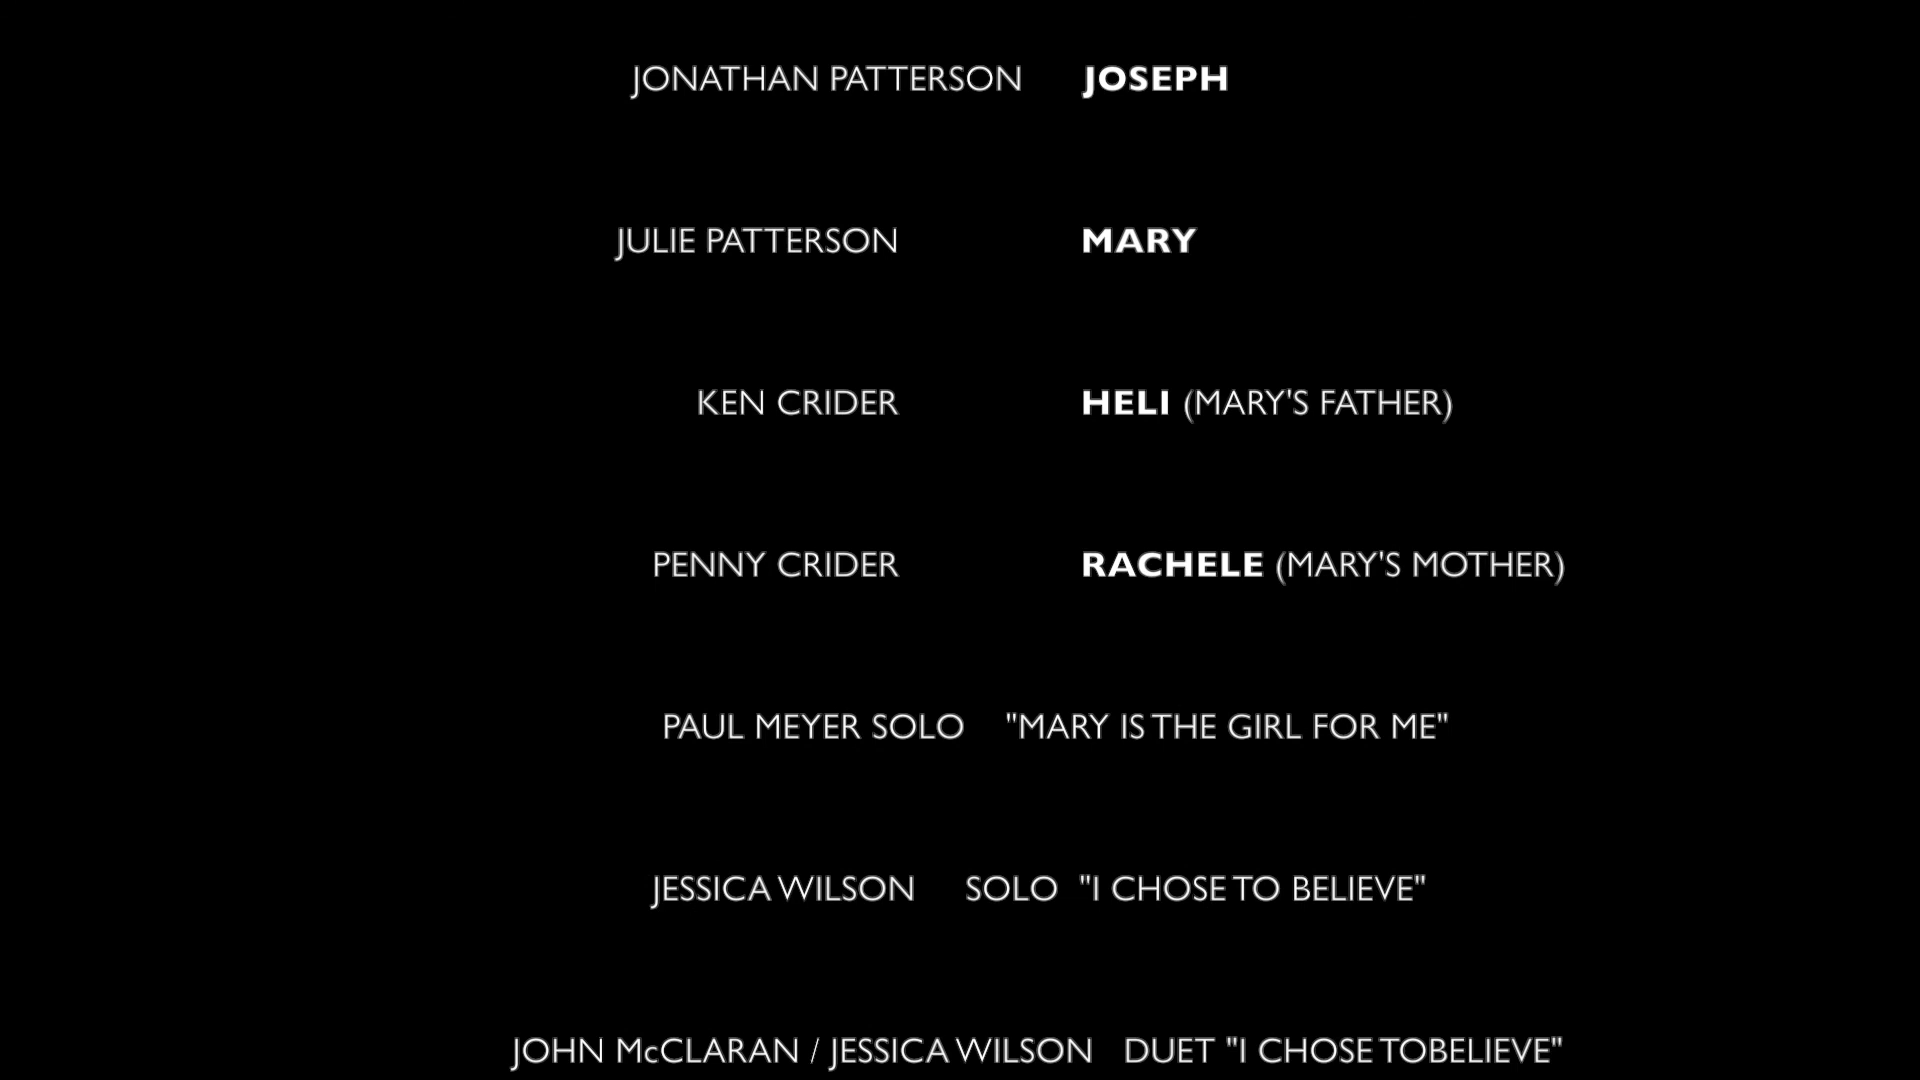 JONATHAN PATTERSON JOSEPH
JULIE PATTERSON MARY
KEN CRIDER HELI (MARY'S FATHER)
PENNY CRIDER RACHELE (MARY'S MOTHER)
PAUL MEYER SOLO "MARY IS THE GIRL FOR ME"
JESSICA WILSON SOLO "I CHOSE TO BELIEVE"
JOHN McCLARAN / JESSICA WILSON DUET "I CHOSE TOBELIEVE"